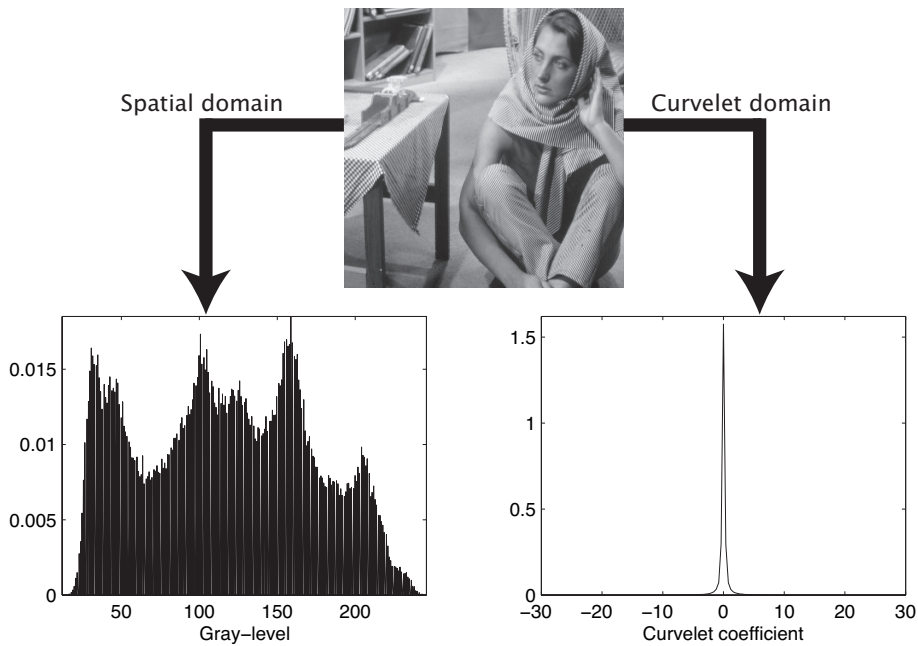 Spatial domain
Curvelet domain
0.015
0.01
0.005
0
50 100 150 200
Gray−level
1.5
1
0.5
0
−30 −20 −10 0 10 20 30
Curvelet coefficient